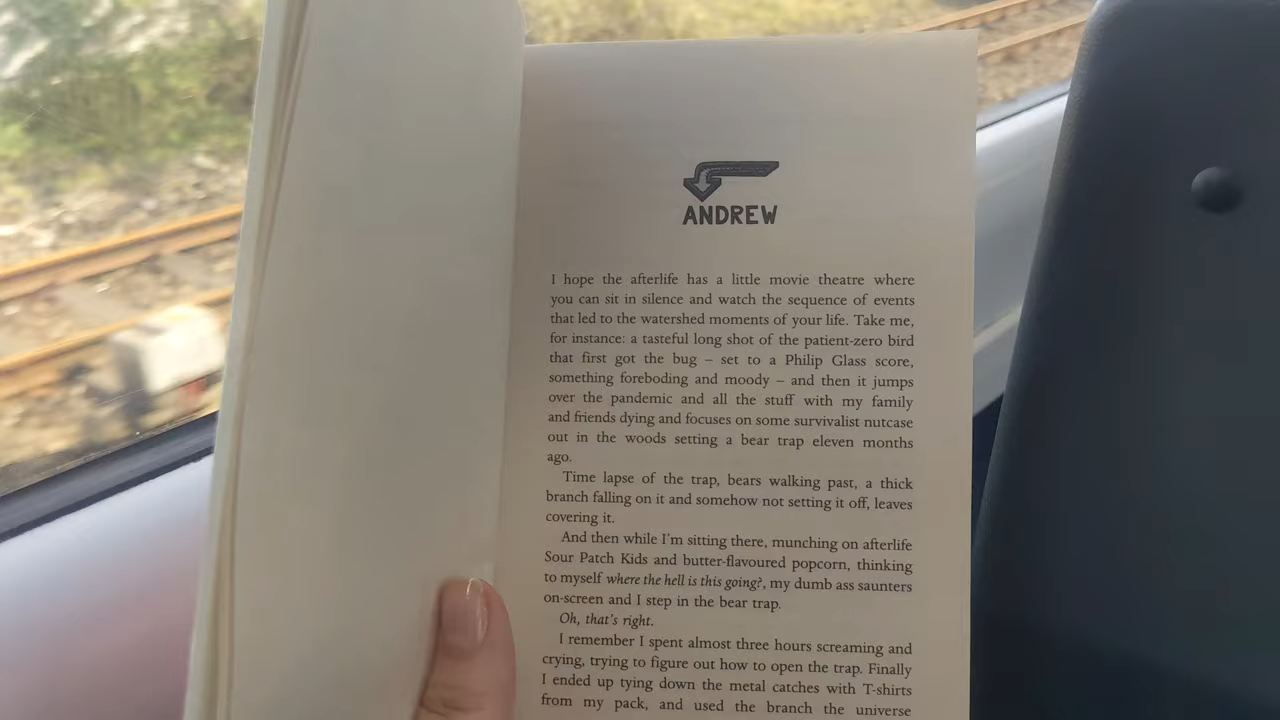 ANDREW
I hope the afterlife has a little movie theatre where
you can sit in silence and watch the sequence of events
that led to the watershed moments of your life. Take me,
for instance: a tasteful long shot of the patient-zero bird
that first got the bug – set to a Philip Glass score,
something foreboding and moody – and then it jumps
over the pandemic and all the stuff with my family
and friends dying and focuses on some survivalist nutcase
out in the woods setting a bear trap eleven months
ago.
Time lapse of the trap, bears walking past, a thick
branch falling on it and somehow not setting it off, leaves
covering it.
And then while I'm sitting there, munching on afterlife
Sour Patch Kids and butter-flavoured popcorn, thinking
to myself where the hell is this going?, my dumb ass saunters
on-screen and I step in the bear trap.
Oh, that's right.
I remember I spent almost three hours screaming and
crying, trying to figure out how to open the trap. Finally
I ended up tying down the metal catches with T-shirts
from my pack, and used the branch the universe